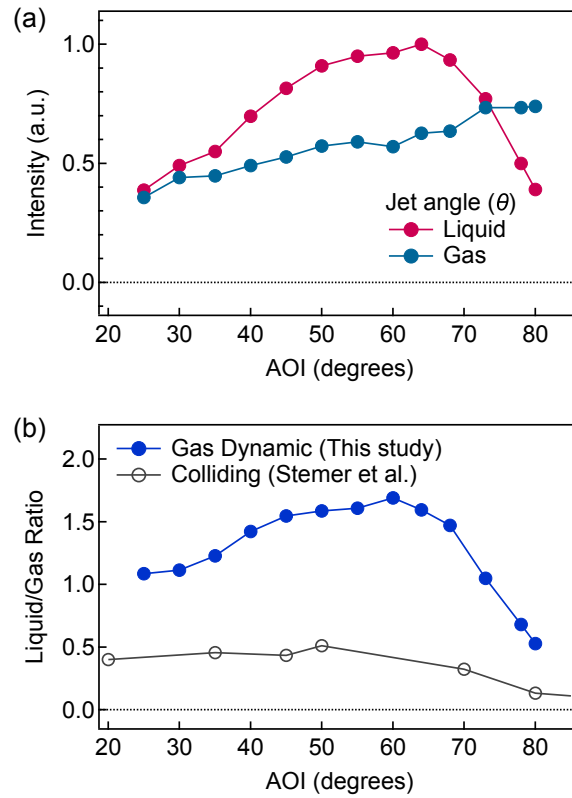 (a)
1.0
0.5
0.0
Intensity (a.u.)
Jet angle (θ)
Liquid
Gas
20 30 40 50 60 70 80
AOI (degrees)
(b)
Gas Dynamic (This study)
Colliding (Stemer et al.)
2.0
1.5
1.0
0.5
0.0
Liquid/Gas Ratio
20 30 40 50 60 70 80
AOI (degrees)